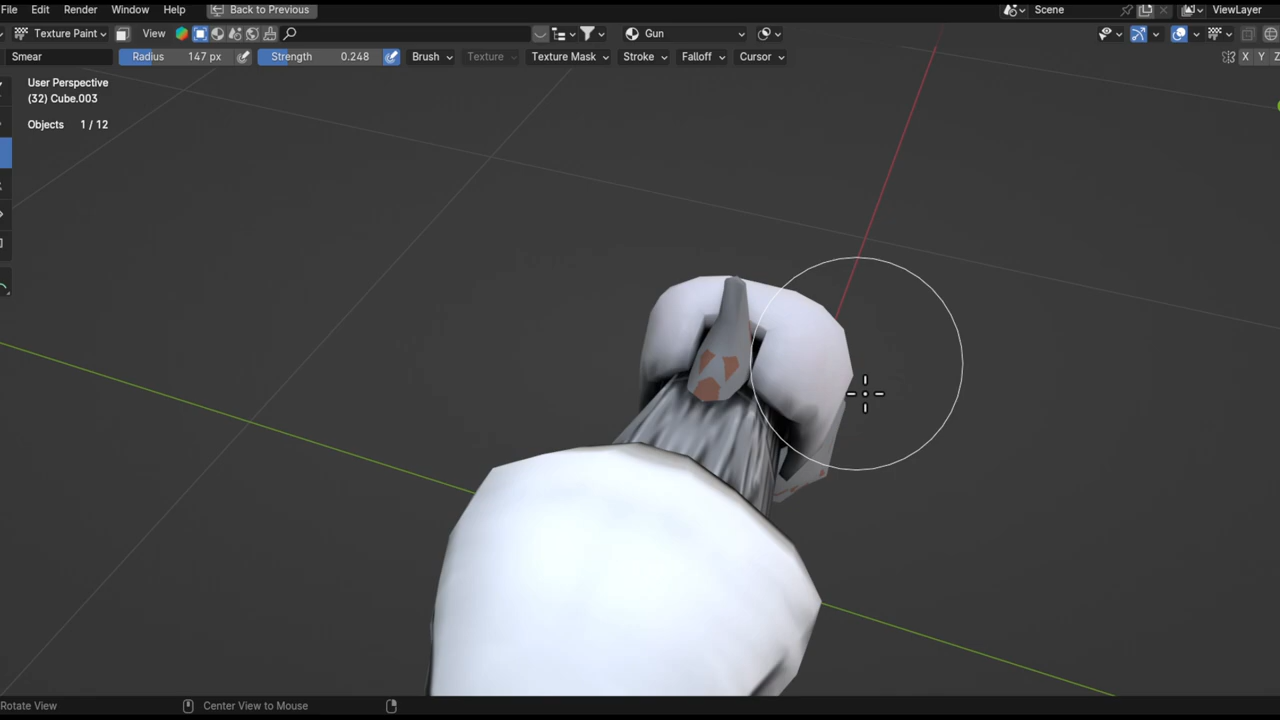 File Edit Render Window Help Back to Previous Scene ViewLayer
Texture Paint View Gun
Smear Radius 147 px Strength 0.248 Brush Texture Texture Mask Stroke Falloff Cursor X Y Z
User Perspective
(32) Cube.003
Objects 1 / 12
Rotate View Center View to Mouse